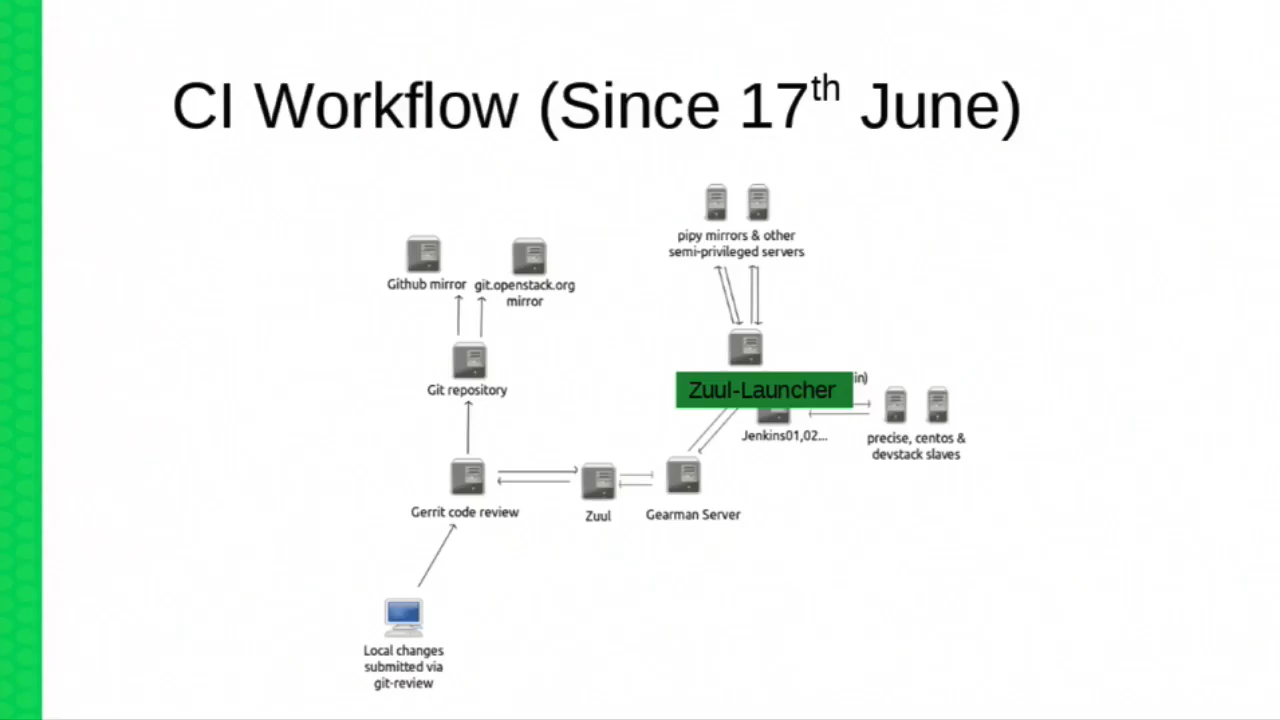 CI Workflow (Since 17th June)
pipy mirrors & other
semi-privileged servers
Github mirror
git.openstack.org
mirror
Git repository
Zuul-Launcher
in)
Jenkins01,02...
precise, centos &
devstack slaves
Gerrit code review
Zuul
Gearman Server
Local changes
submitted via
git-review